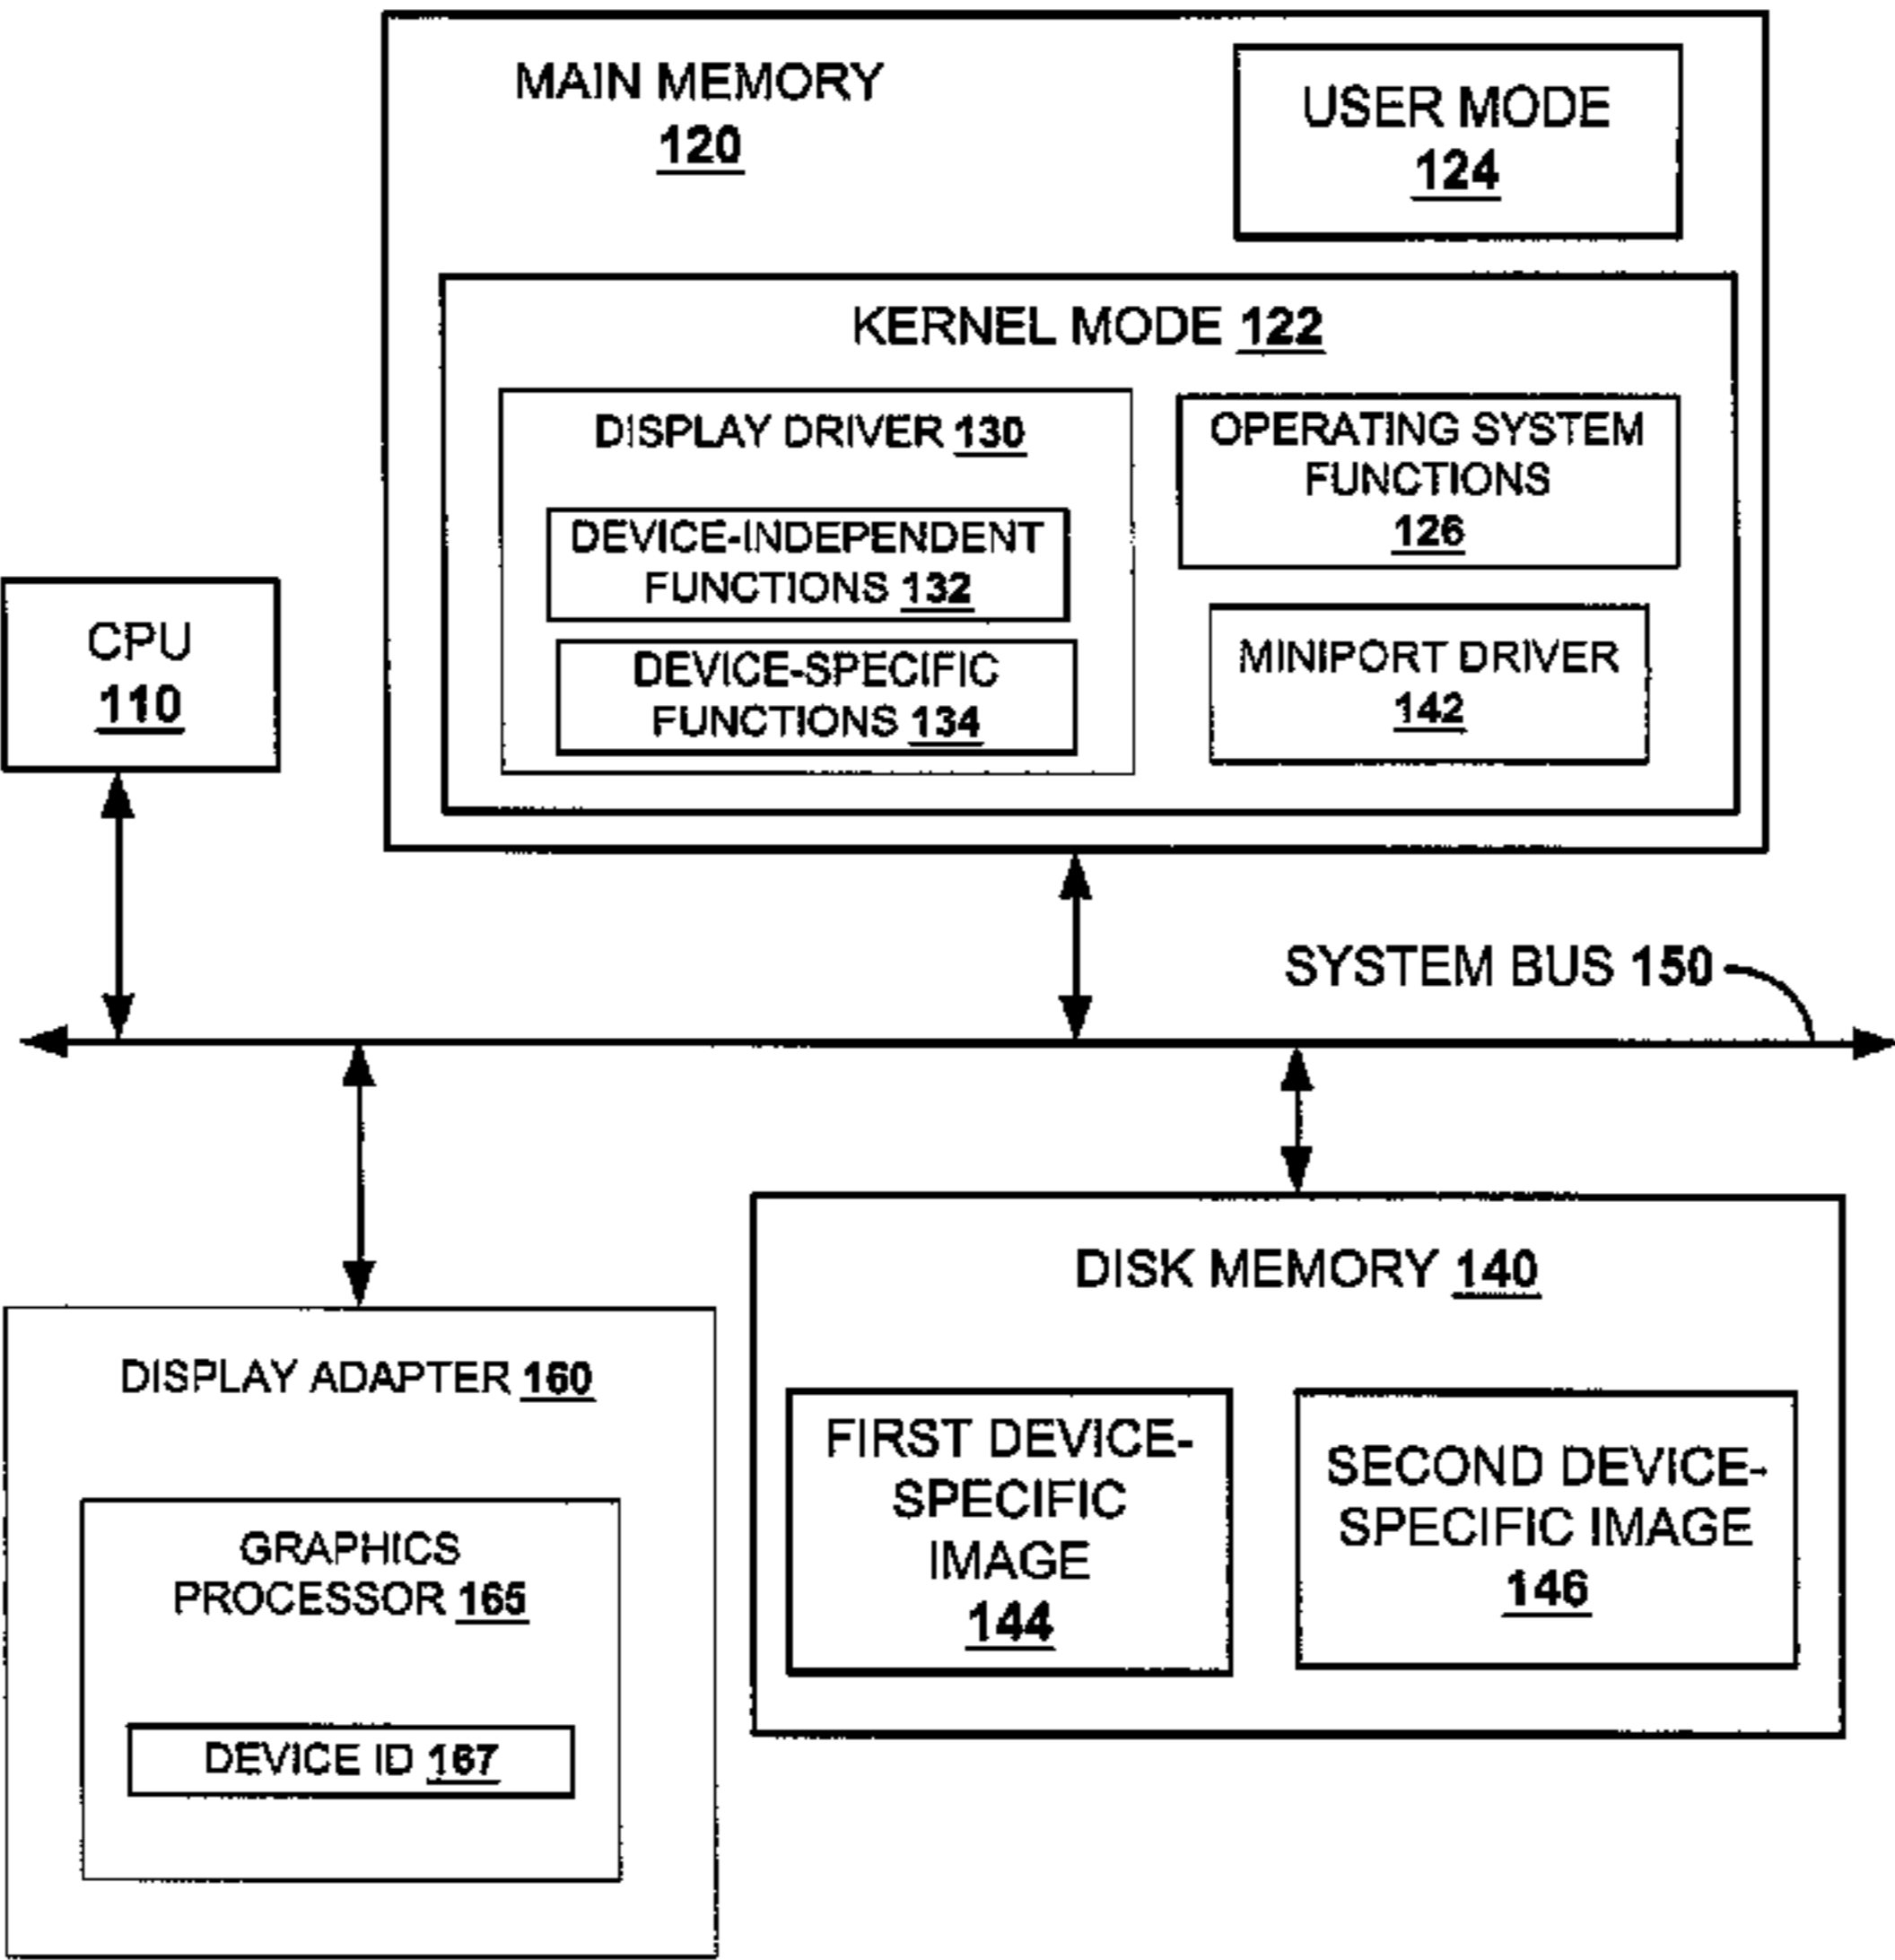 MAIN MEMORY
120
USER MODE
124
KERNEL MODE 122
DISPLAY DRIVER 130
DEVICE-INDEPENDENT
FUNCTIONS 132
DEVICE-SPECIFIC
FUNCTIONS 134
OPERATING SYSTEM
FUNCTIONS
126
MINIPORT DRIVER
142
CPU
110
SYSTEM BUS 150
DISPLAY ADAPTER 160
GRAPHICS
PROCESSOR 165
DEVICE ID 167
DISK MEMORY 140
FIRST DEVICE-
SPECIFIC
IMAGE
144
SECOND DEVICE-
SPECIFIC IMAGE
146